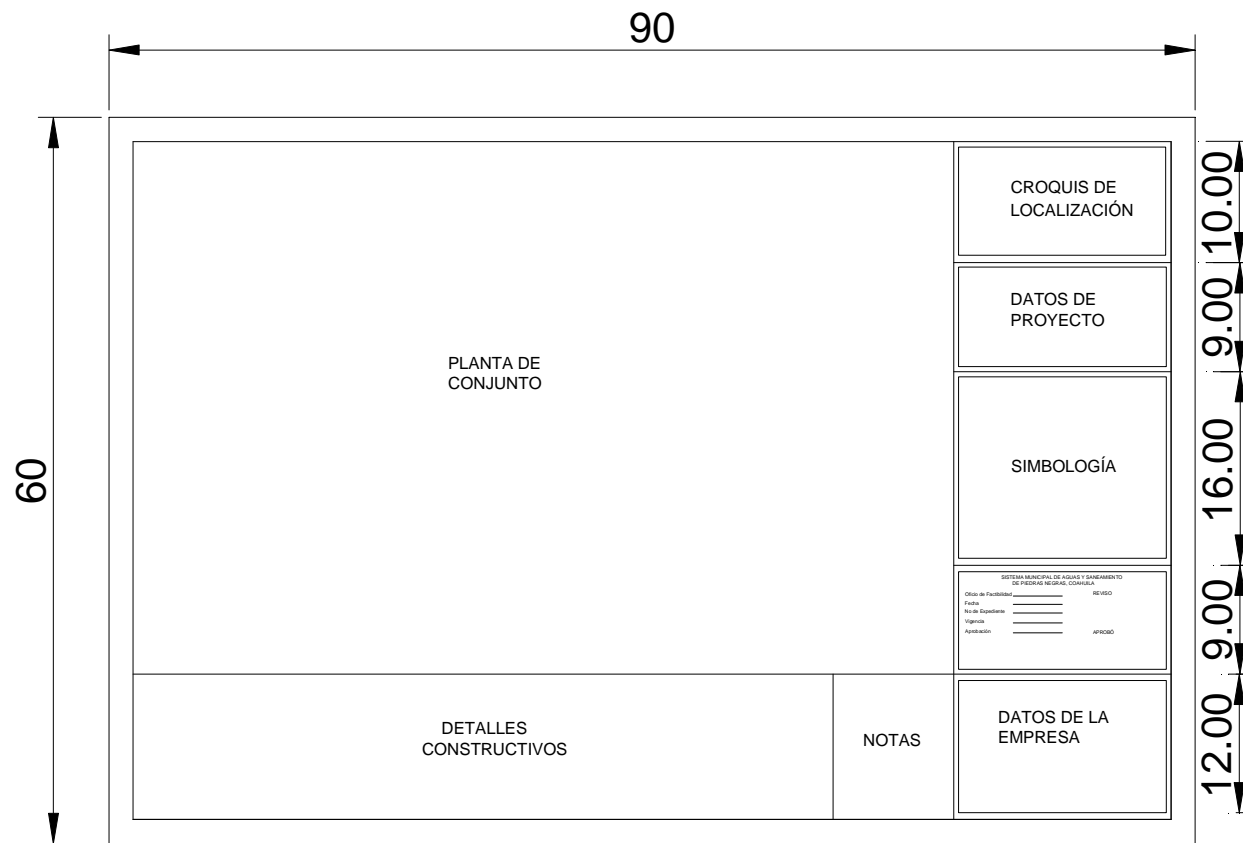 90
60
CROQUIS DE
LOCALIZACIÓN
10.00
DATOS DE
PROYECTO
9.00
PLANTA DE
CONJUNTO
SIMBOLOGÍA
16.00
SISTEMA MUNICIPAL DE AGUAS Y SANEAMIENTO
DE PIEDRAS NEGRAS, COAHUILA
Oficio de Factibilidad REVISO
Fecha
No de Expediente
Vigencia
Aprobación APROBÓ
9.00
DETALLES
CONSTRUCTIVOS
NOTAS
DATOS DE LA
EMPRESA
12.00